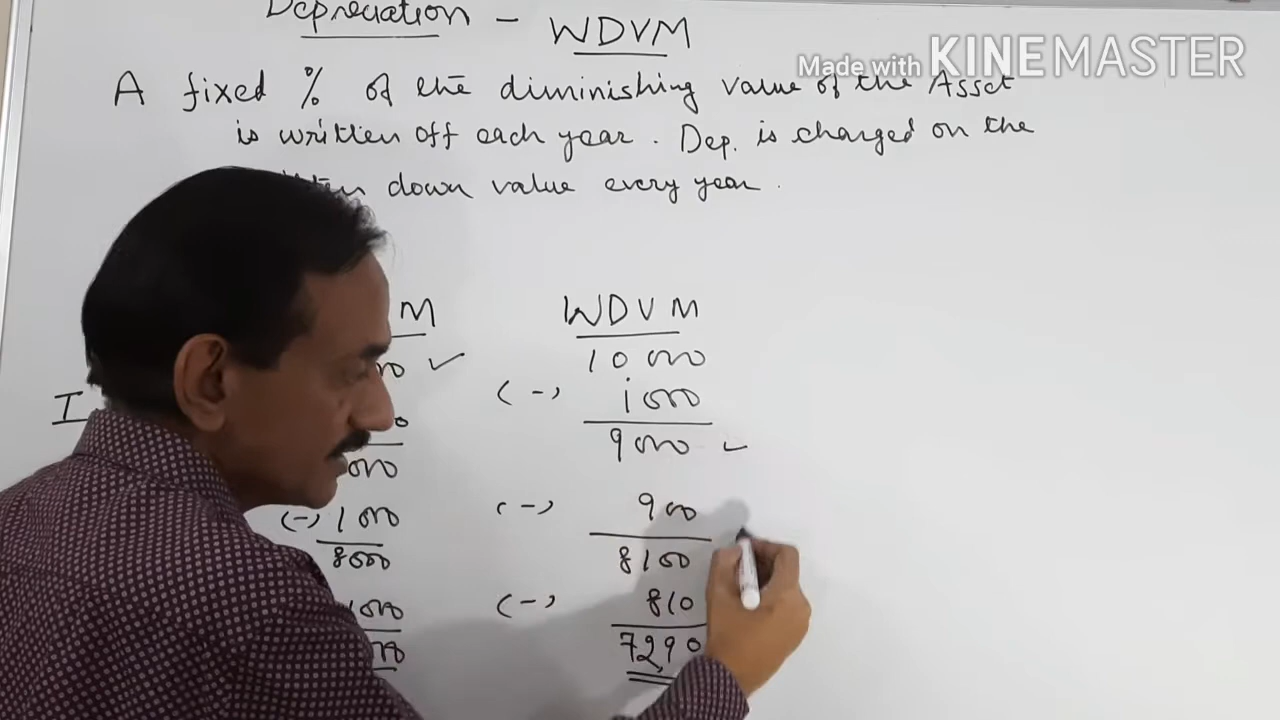 Depreciation - WDVM
Made with KINEMASTER
A fixed % of the diminishing value of the Asset
is written off each year. Dep. is charged on the
down value every year.
M WDVM
10000
I (-) 1000
9000
(-) 1000 (-) 900
8000 8100
(-) 810
7290